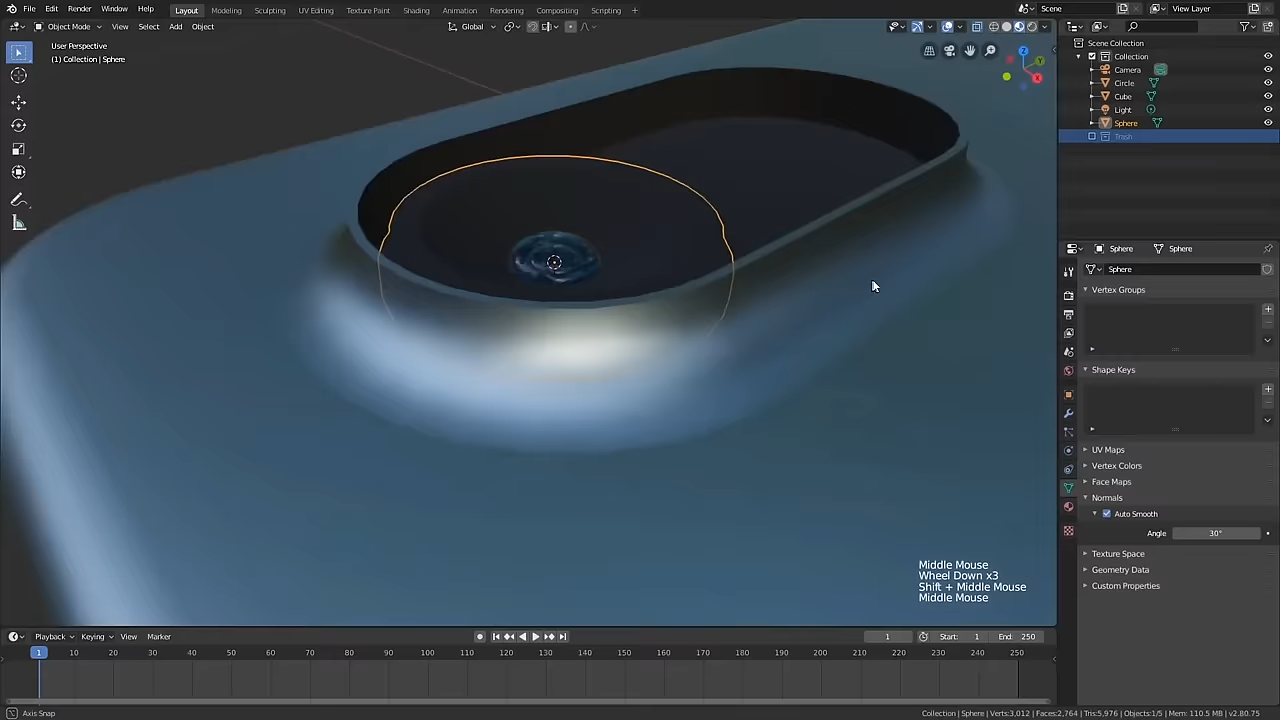 File Edit Render Window Help Layout Modeling Sculpting UV Editing Texture Paint Shading Animation Rendering Compositing Scripting + Scene View Layer
Object Mode View Select Add Object Global
User Perspective
(1) Collection | Sphere
Scene Collection
Collection
Camera
Circle
Cube
Light
Sphere
Trash
Sphere Sphere
Sphere
Vertex Groups
Shape Keys
UV Maps
Vertex Colors
Face Maps
Normals
Auto Smooth
Angle 30°
Texture Space
Geometry Data
Custom Properties
Middle Mouse
Wheel Down x3
Shift + Middle Mouse
Middle Mouse
Playback Keying View Marker 1 Start: 1 End: 250
1 10 20 30 40 50 60 70 80 90 100 110 120 130 140 150 160 170 180 190 200 210 220 230 240 250
Axis Snap Collection | Sphere | Verts:3,012 | Faces:2,764 | Tris:5,976 | Objects:1/5 | Mem: 110.5 MB | v2.80.75